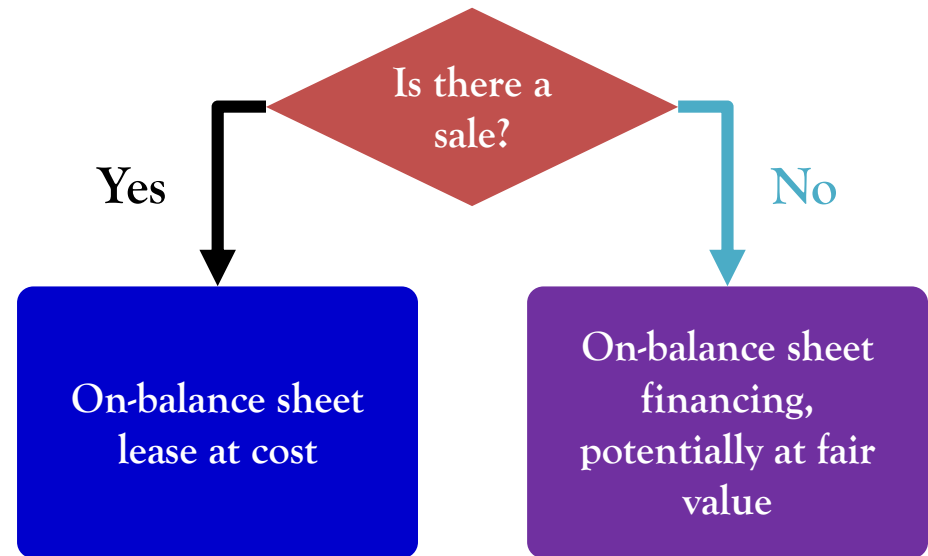 Is there a
sale?
Yes
No
On-balance sheet
lease at cost
On-balance sheet
financing,
potentially at fair
value